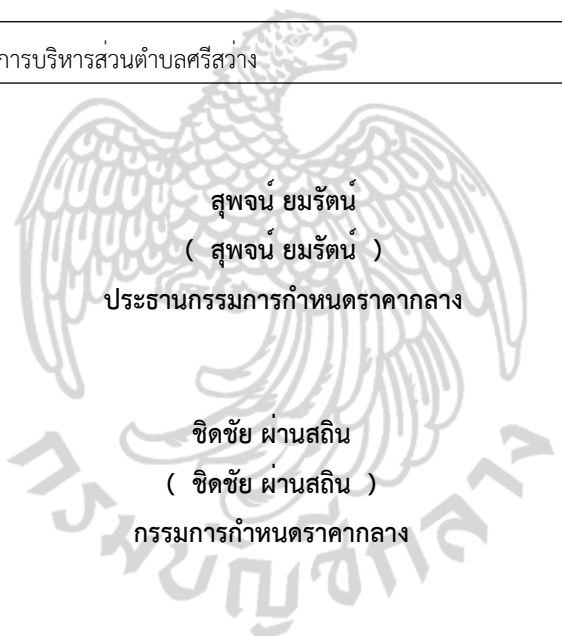 การบริหารส่วนตำบลศรีสว่าง
สุพจน์ ยมรัตน์
( สุพจน์ ยมรัตน์ )
ประธานกรรมการกำหนดราคากลาง
ชิดชัย ผ่านสถิน
( ชิดชัย ผ่านสถิน )
กรรมการกำหนดราคากลาง
กรมบัญชีกลาง